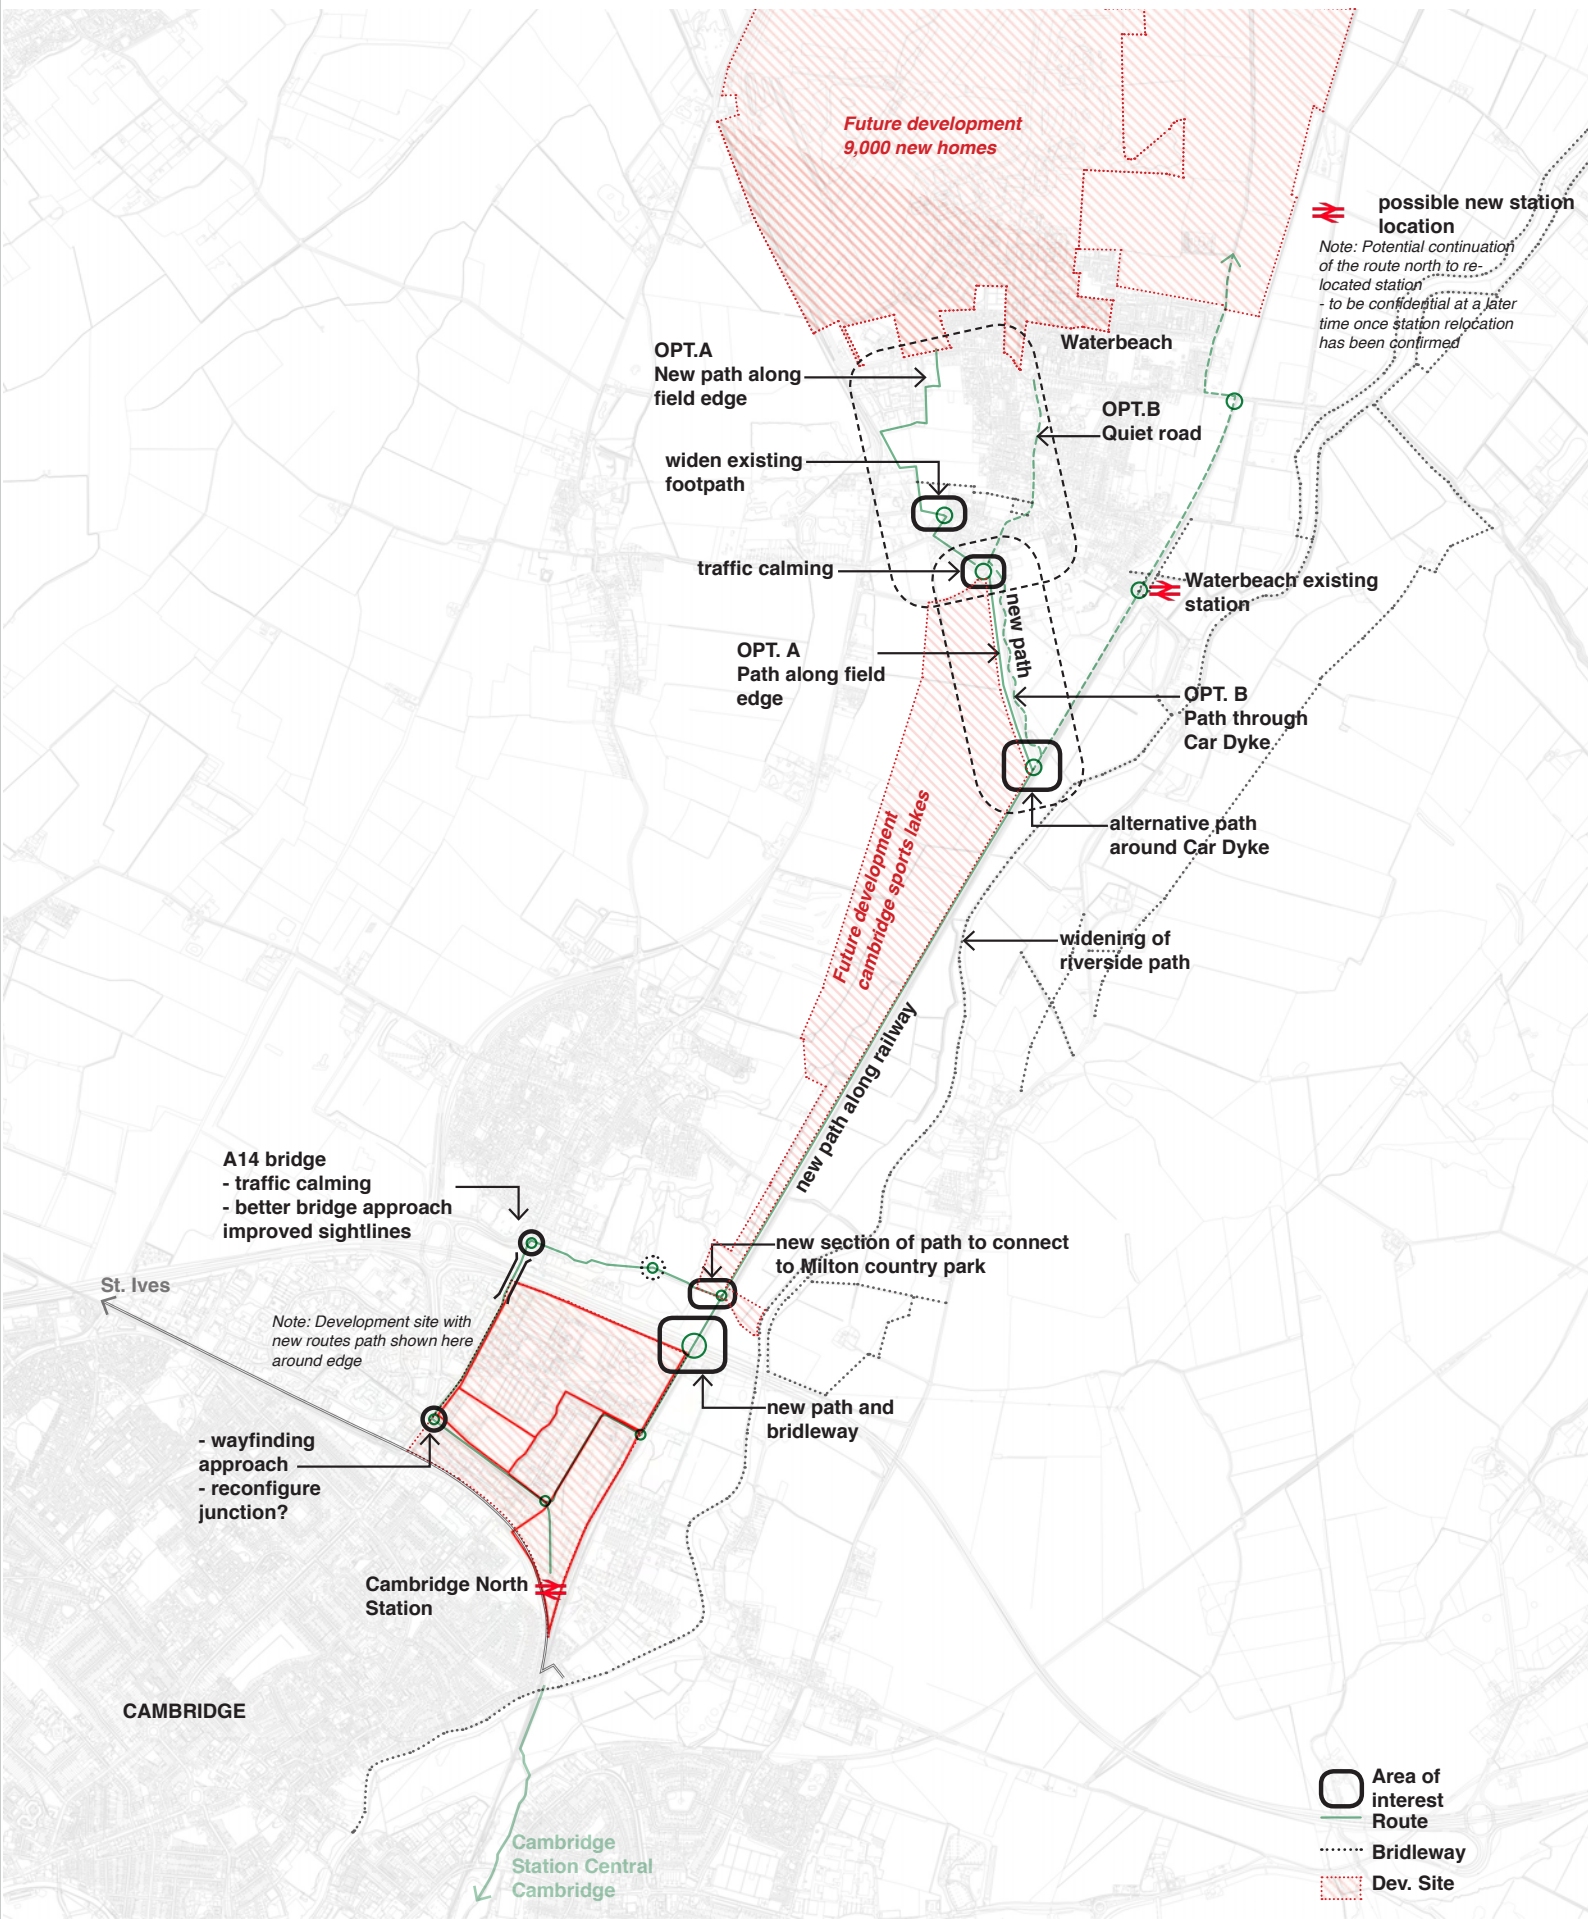 Future development
9,000 new homes
possible new station
location
Note: Potential continuation
of the route north to re-
located station
- to be confidential at a later
time once station relocation
has been confirmed
Waterbeach
OPT.A
New path along
field edge
OPT.B
Quiet road
widen existing
footpath
traffic calming
Waterbeach existing
station
new path
OPT. A
Path along field
edge
OPT. B
Path through
Car Dyke
alternative path
around Car Dyke
Future development
cambridge sports lakes
widening of
riverside path
new path along railway
A14 bridge
- traffic calming
- better bridge approach
improved sightlines
new section of path to connect
to Milton country park
St. Ives
Note: Development site with
new routes path shown here
around edge
new path and
bridleway
- wayfinding
approach
- reconfigure
junction?
Cambridge North
Station
CAMBRIDGE
Cambridge
Station Central
Cambridge
Area of
interest
Route
Bridleway
Dev. Site